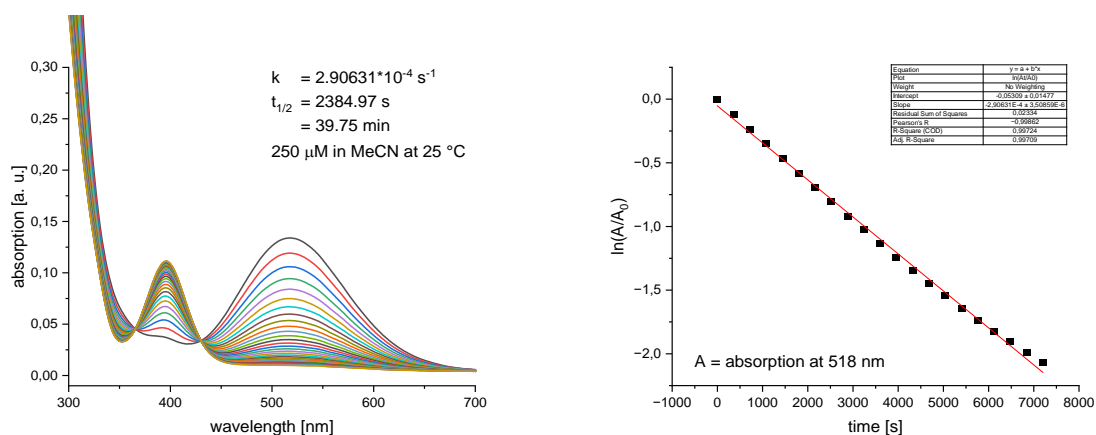 0,30
0,25
0,20
0,15
0,10
0,05
0,00
absorption [a. u.]
300 400 500 600 700
wavelength [nm]
k = 2.90631*10⁻⁴ s⁻¹
t1/2 = 2384.97 s
= 39.75 min
250 µM in MeCN at 25 °C
Equation y = a + b*x
Plot ln(At/A0)
Weight No Weighting
Intercept -0,05309 ± 0,01477
Slope -2,90631E-4 ± 3,50859E-6
Residual Sum of Squares 0,02334
Pearson's R -0,99862
R-Square (COD) 0,99724
Adj. R-Square 0,99709
0,0
−0,5
−1,0
−1,5
−2,0
ln(A/A₀)
A = absorption at 518 nm
−1000 0 1000 2000 3000 4000 5000 6000 7000 8000
time [s]